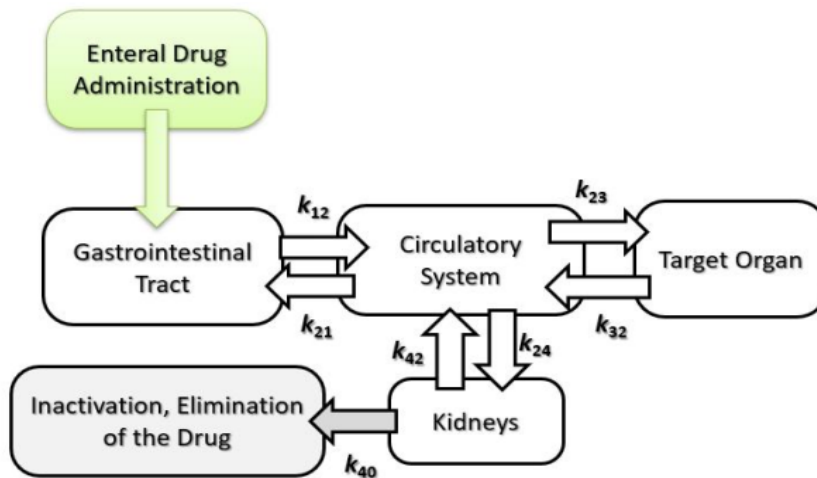 Enteral Drug
Administration
k12
k23
Gastrointestinal
Tract
Circulatory
System
Target Organ
k21
k42
k24
k32
Inactivation, Elimination
of the Drug
Kidneys
k40